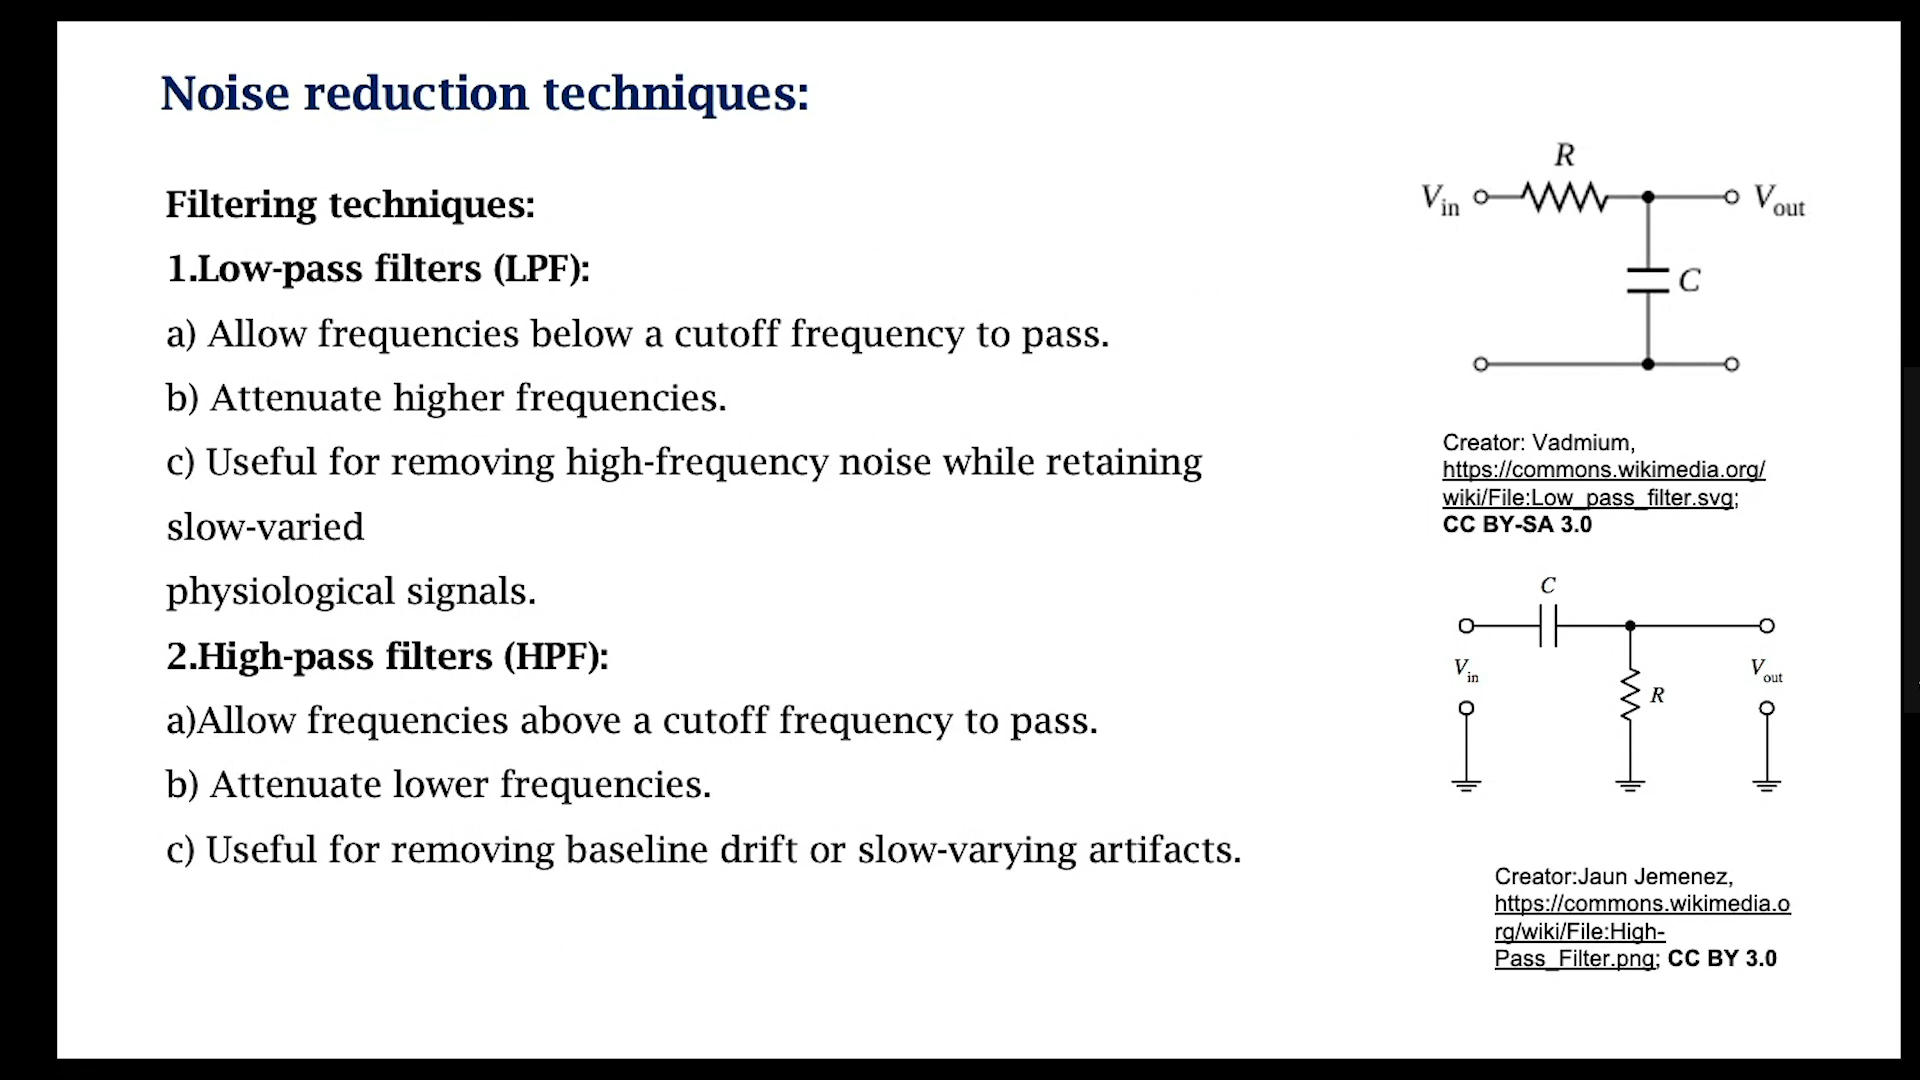 Noise reduction techniques:
Filtering techniques:
1.Low-pass filters (LPF):
a) Allow frequencies below a cutoff frequency to pass.
b) Attenuate higher frequencies.
c) Useful for removing high-frequency noise while retaining
slow-varied
physiological signals.
2.High-pass filters (HPF):
a)Allow frequencies above a cutoff frequency to pass.
b) Attenuate lower frequencies.
c) Useful for removing baseline drift or slow-varying artifacts.
R
Vin
Vout
C
Creator: Vadmium,
https://commons.wikimedia.org/
wiki/File:Low_pass_filter.svg;
CC BY-SA 3.0
C
Vin
R
Vout
Creator:Jaun Jemenez,
https://commons.wikimedia.o
rg/wiki/File:High-
Pass_Filter.png; CC BY 3.0